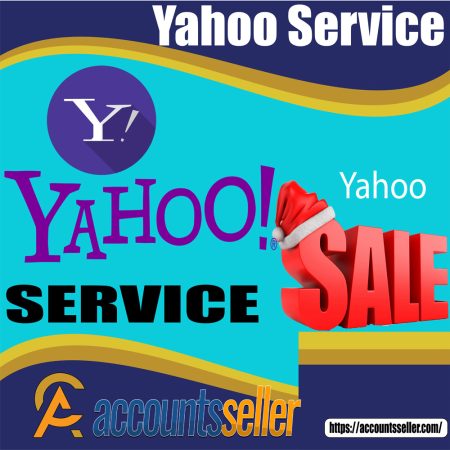 Yahoo Service
Y!
YAHOO!
Yahoo
SALE
SERVICE
accountsseller
https://accountsseller.com/